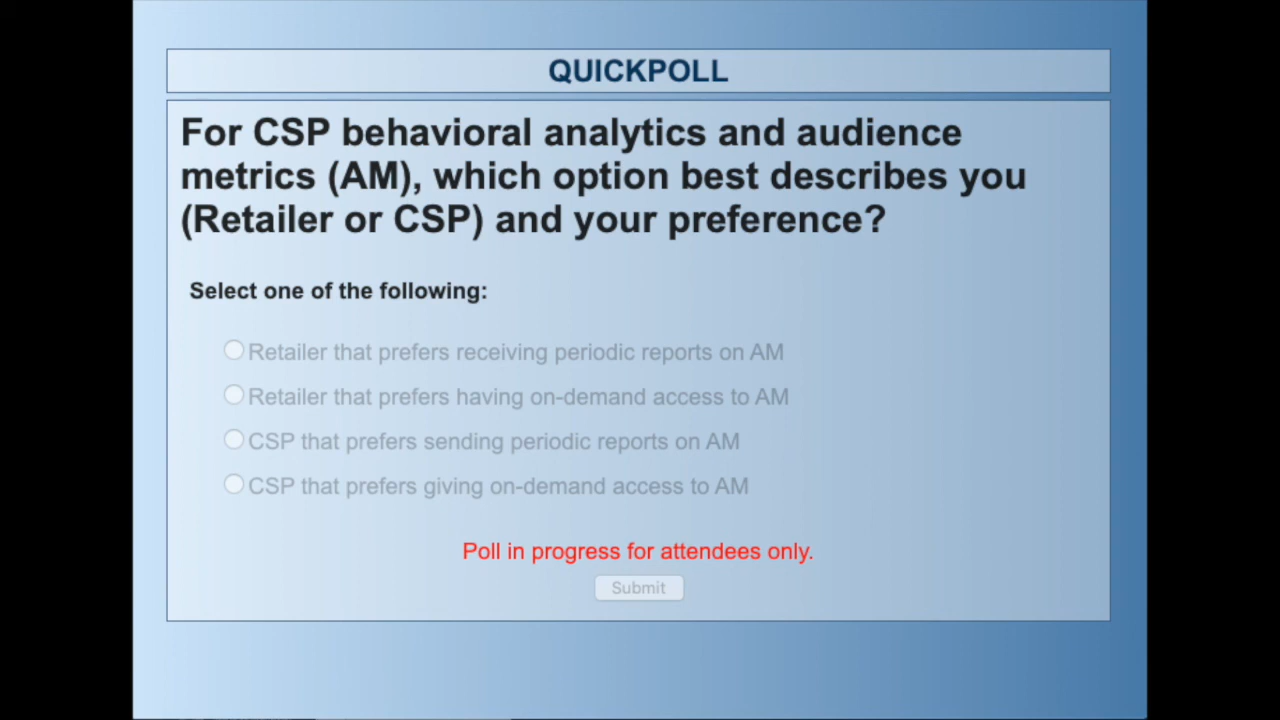 QUICKPOLL
For CSP behavioral analytics and audience
metrics (AM), which option best describes you
(Retailer or CSP) and your preference?
Select one of the following:
Retailer that prefers receiving periodic reports on AM
Retailer that prefers having on-demand access to AM
CSP that prefers sending periodic reports on AM
CSP that prefers giving on-demand access to AM
Poll in progress for attendees only.
Submit